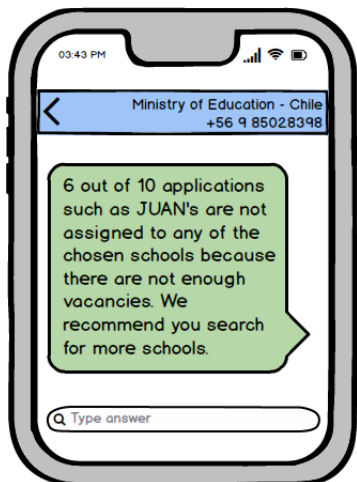 03:43 PM
Ministry of Education - Chile
+56 9 85028398
6 out of 10 applications
such as JUAN's are not
assigned to any of the
chosen schools because
there are not enough
vacancies. We
recommend you search
for more schools.
Type answer